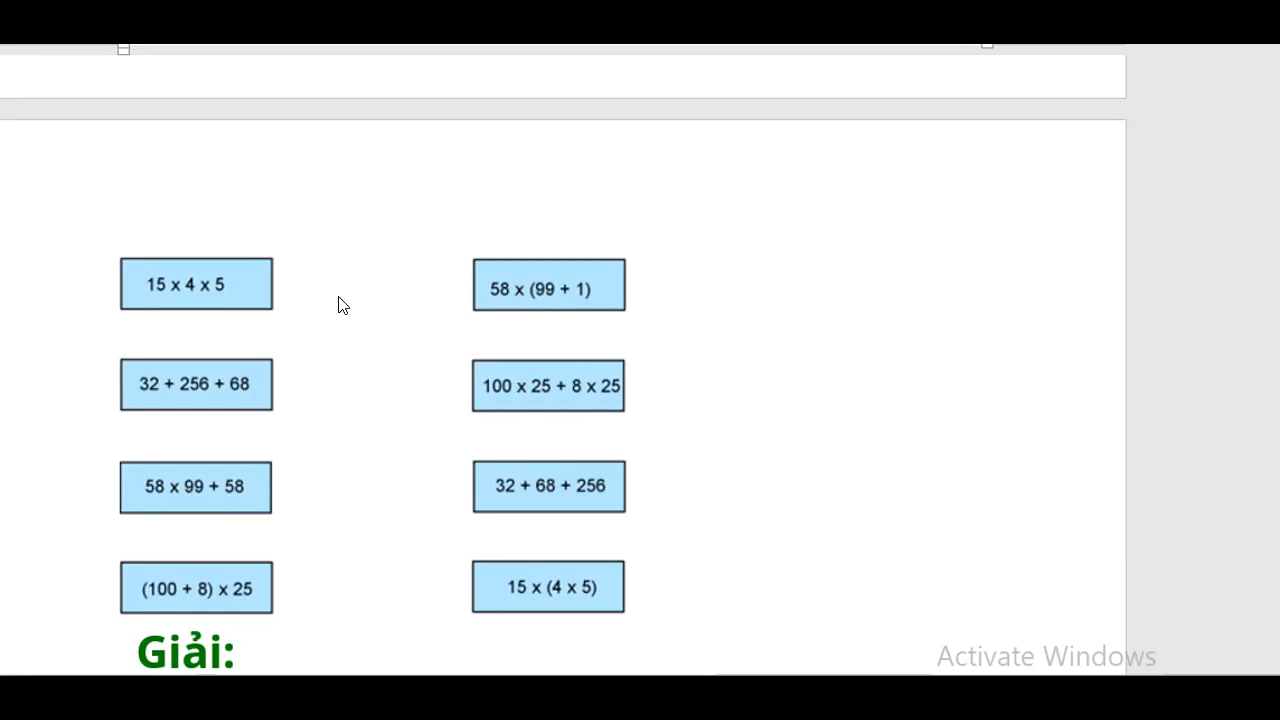 15 x 4 x 5
58 x (99 + 1)
32 + 256 + 68
100 x 25 + 8 x 25
58 x 99 + 58
32 + 68 + 256
(100 + 8) x 25
15 x (4 x 5)
Giải:
Activate Windows